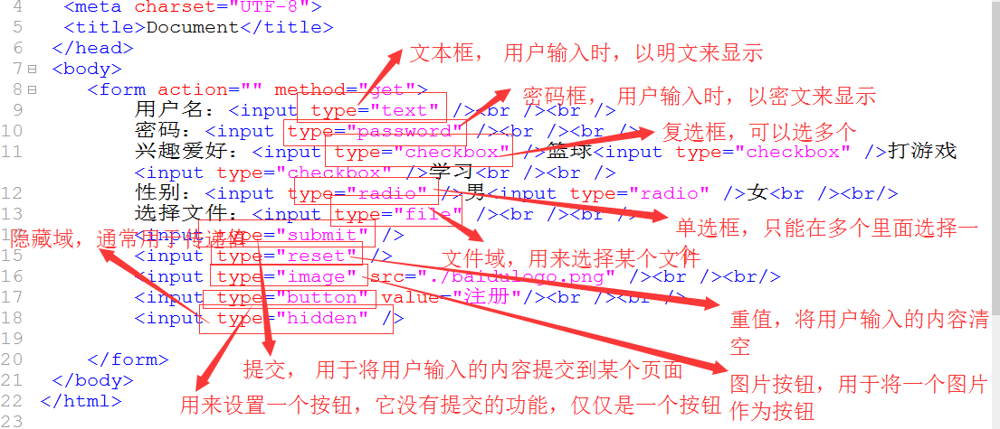 4 <meta charset="UTF-8">
5 <title>Document</title>
6 </head>
文本框， 用户输入时，以明文来显示
7 <body>
8 <form action="" method="get">
密码框， 用户输入时，以密文来显示
9 用户名：<input type="text" /><br /><br />
10 密码：<input type="password" /><br /><br />
复选框，可以选多个
11 兴趣爱好：<input type="checkbox" />篮球<input type="checkbox" />打游戏
<input type="checkbox" />学习<br /><br />
12 性别：<input type="radio" />男<input type="radio" />女<br /><br/>
13 选择文件：<input type="file" /><br /><br />
单选框，只能在多个里面选择一
个
隐藏域，通常用于传递值
<input type="submit" />
15 <input type="reset" />
文件域，用来选择某个文件
16 <input type="image" src="./baidulogo.png" /><br /><br/>
17 <input type="button" value="注册"/><br /><br />
重值，将用户输入的内容清
空
18 <input type="hidden" />
19
20 </form>
提交， 用于将用户输入的内容提交到某个页面
图片按钮，用于将一个图片
作为按钮
21 </body>
22 </html>
用来设置一个按钮，它没有提交的功能，仅仅是一个按钮
23